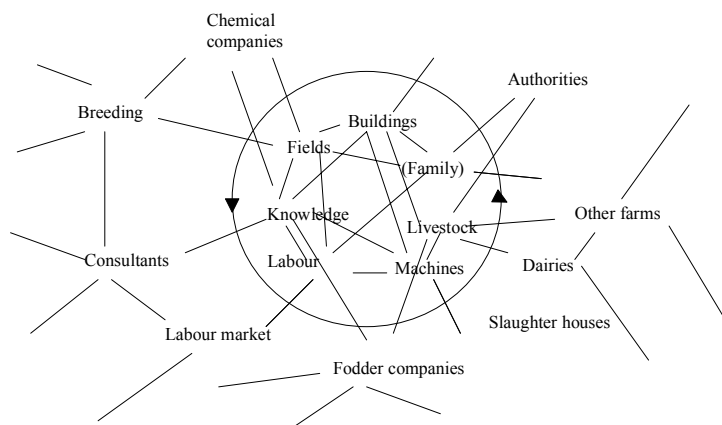 Chemical
companies
Authorities
Breeding
Buildings
Fields
(Family)
Knowledge
Livestock
Other farms
Consultants
Labour
Machines
Dairies
Labour market
Slaughter houses
Fodder companies